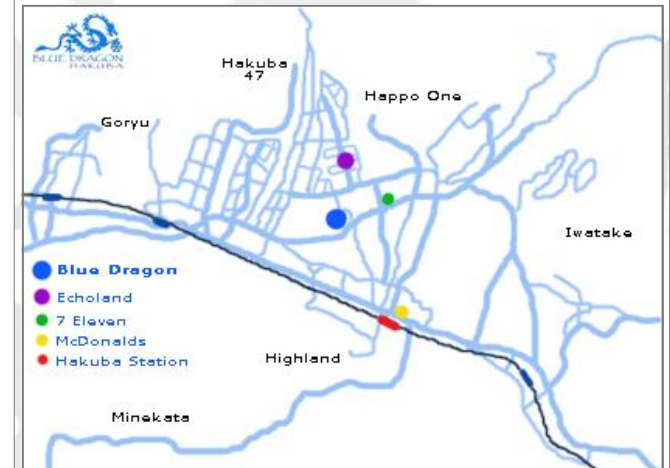 BLUE DRAGON
HAKUBA
Hakuba
47
Happo One
Goryu
Iwatake
Blue Dragon
Echoland
7 Eleven
McDonalds
Hakuba Station
Highland
Minekata